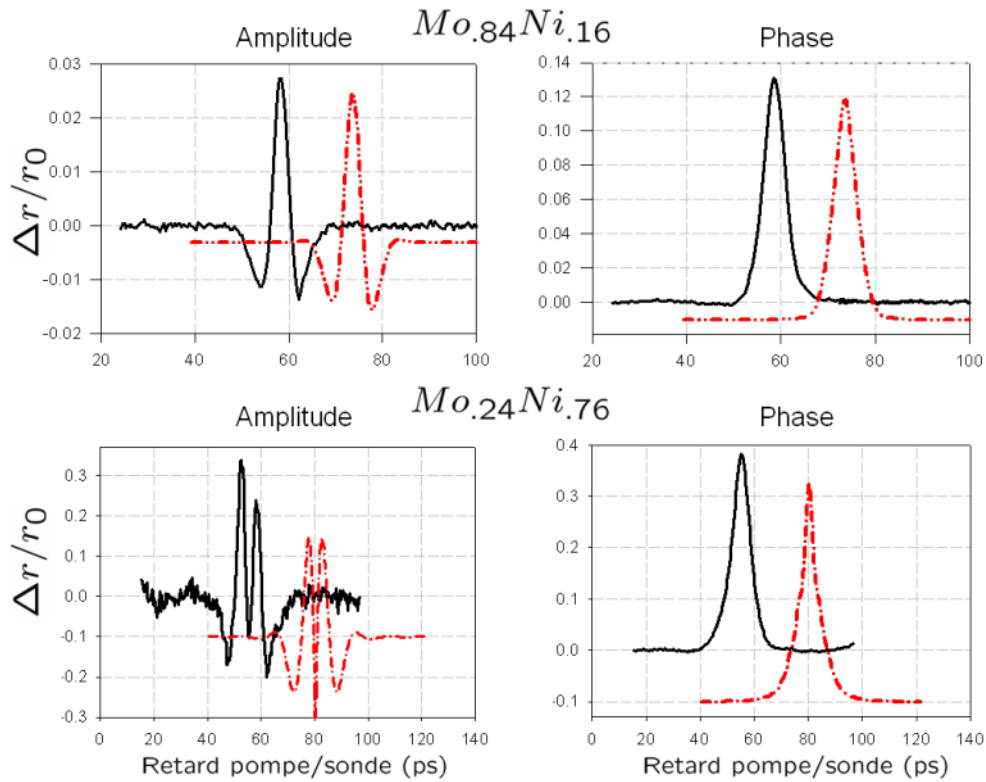 Mo.84Ni.16
Amplitude
Phase
Δr/r0
0.03
0.02
0.01
0.00
-0.01
-0.02
20 40 60 80 100
0.14
0.12
0.10
0.08
0.06
0.04
0.02
0.00
20 40 60 80 100
Mo.24Ni.76
Amplitude
Phase
Δr/r0
0.3
0.2
0.1
0.0
-0.1
-0.2
-0.3
0 20 40 60 80 100 120 140
Retard pompe/sonde (ps)
0.4
0.3
0.2
0.1
0.0
-0.1
0 20 40 60 80 100 120 140
Retard pompe/sonde (ps)